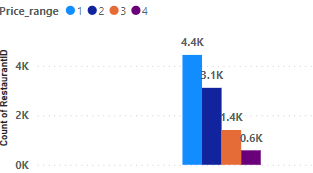 Price_range 1 2 3 4
Count of RestaurantID
4K
2K
0K
4.4K
3.1K
1.4K
0.6K